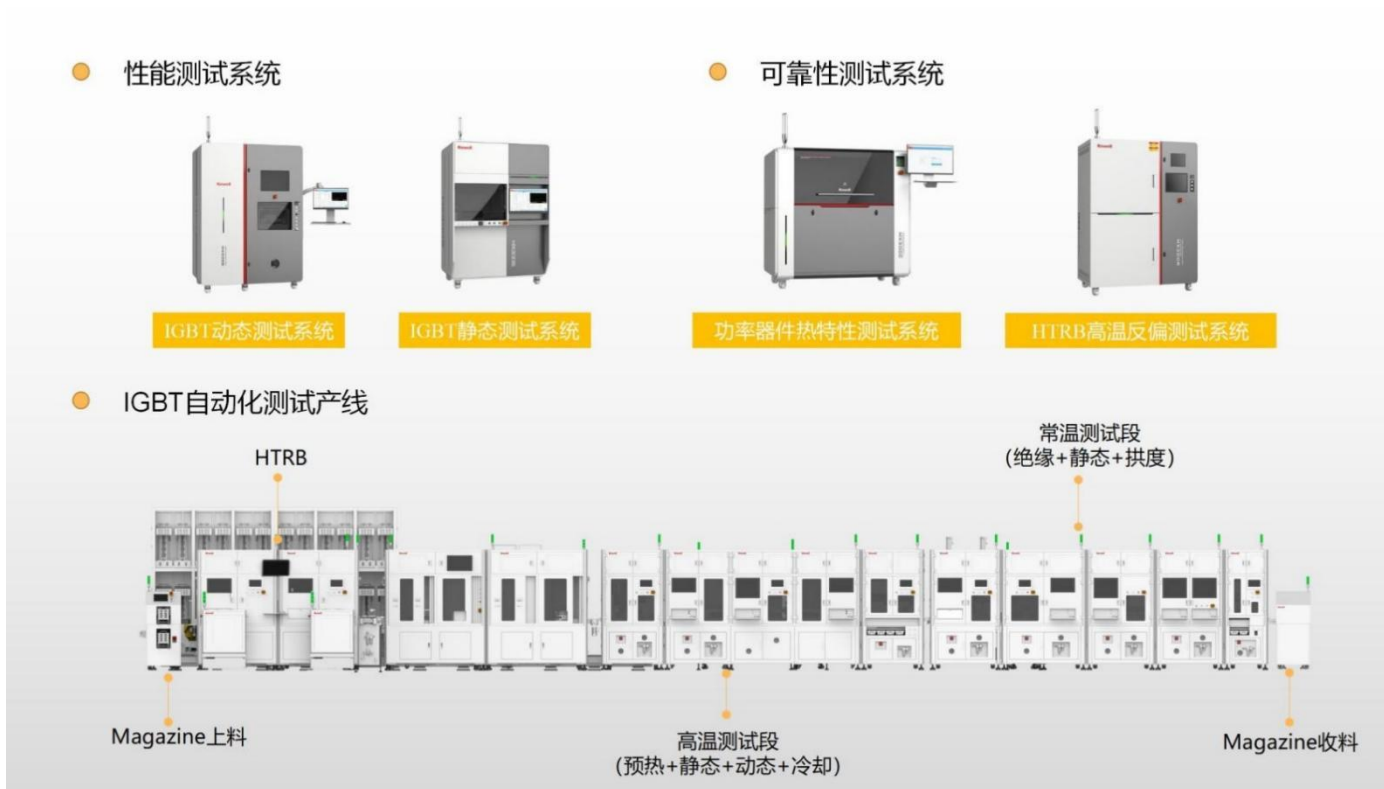 性能测试系统
可靠性测试系统
IGBT动态测试系统
IGBT静态测试系统
功率器件热特性测试系统
HTRB高温反偏测试系统
IGBT自动化测试产线
HTRB
常温测试段
（绝缘+静态+拱度）
Magazine上料
高温测试段
（预热+静态+动态+冷却）
Magazine收料